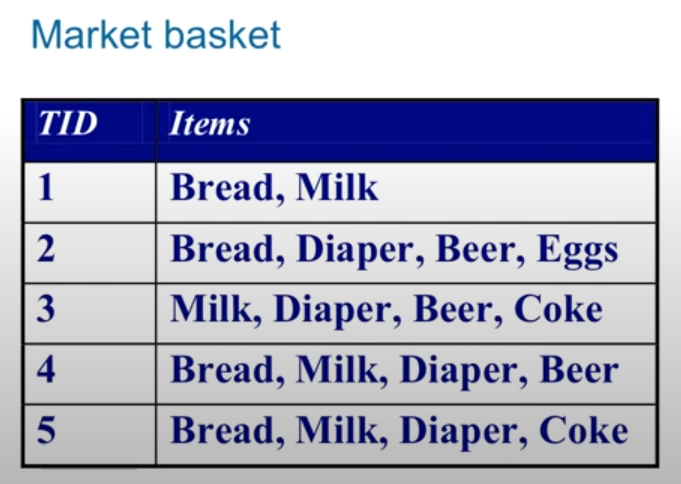 Market basket
TID Items
1 Bread, Milk
2 Bread, Diaper, Beer, Eggs
3 Milk, Diaper, Beer, Coke
4 Bread, Milk, Diaper, Beer
5 Bread, Milk, Diaper, Coke